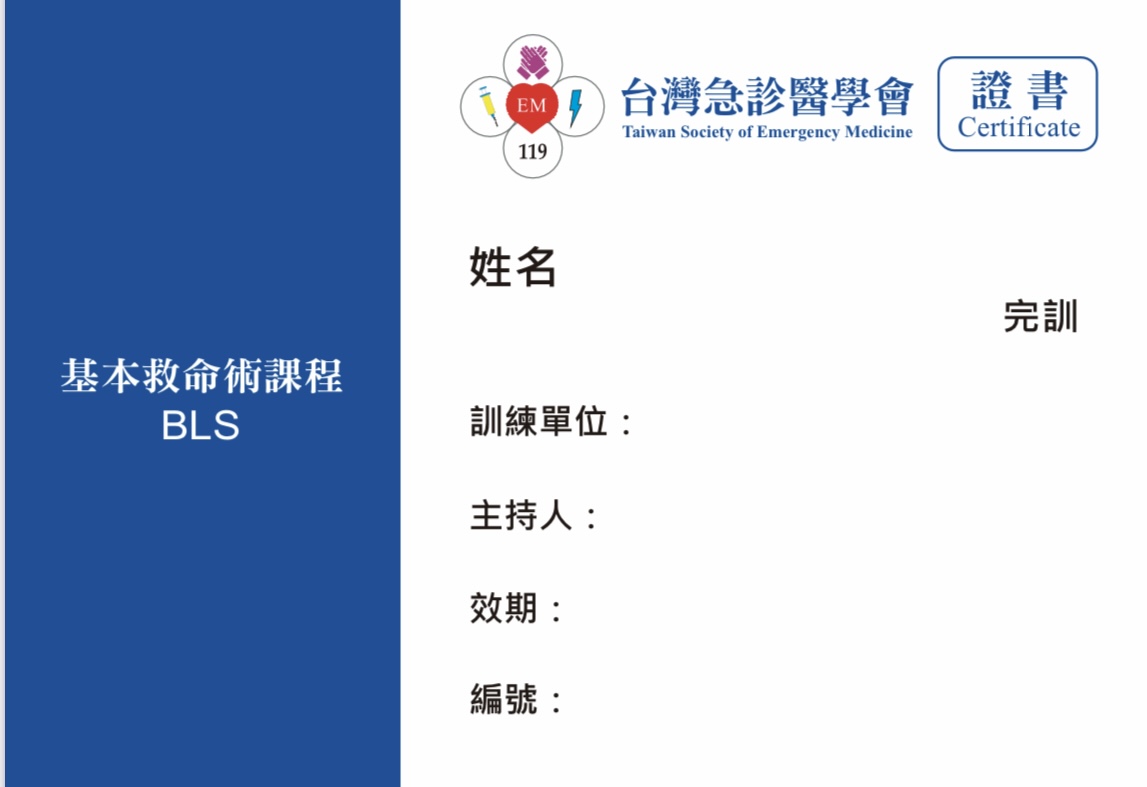 基本救命術課程
BLS
EM
119
台灣急診醫學會
Taiwan Society of Emergency Medicine
證書
Certificate
姓名
完訓
訓練單位：
主持人：
效期：
編號：